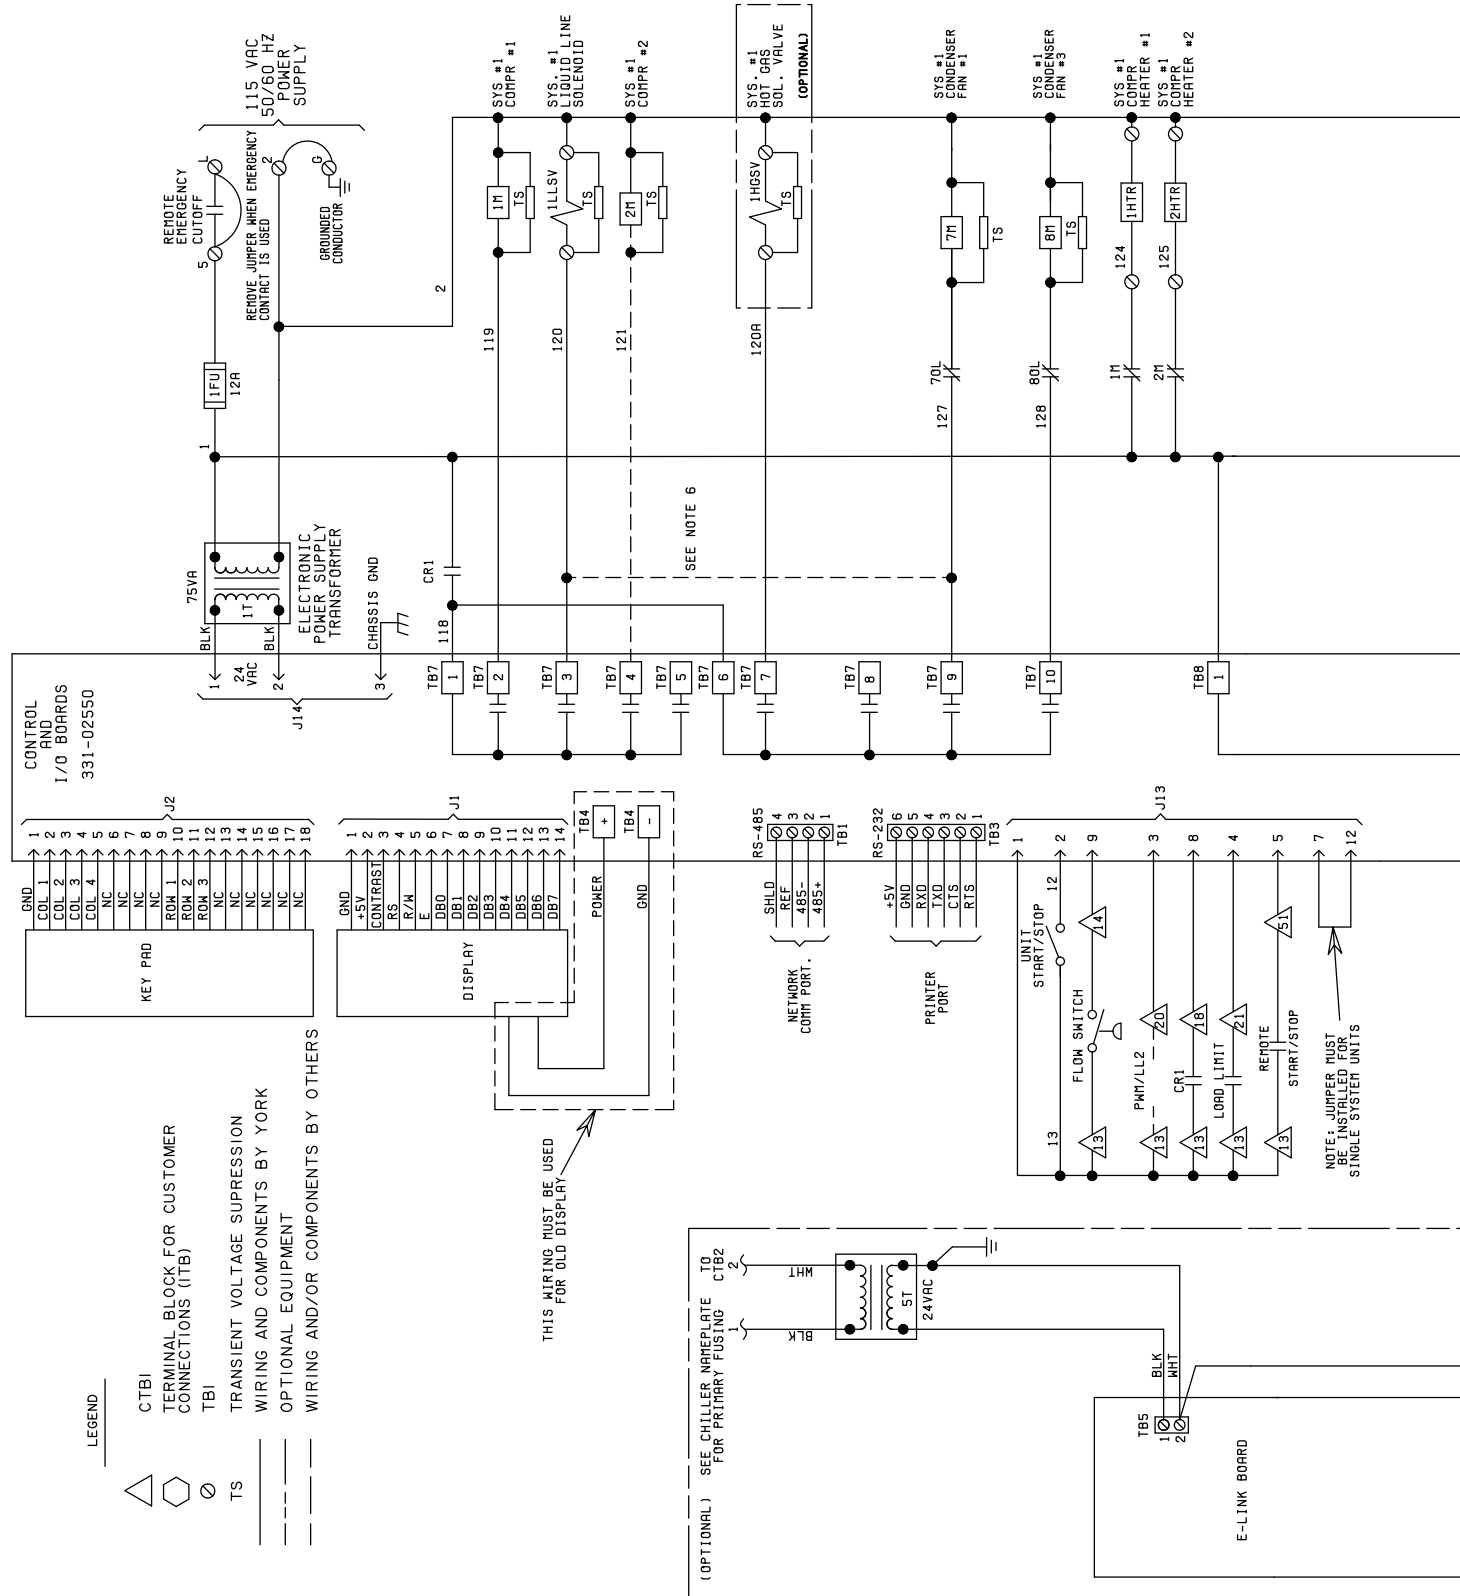 LEGEND
CTBI
TERMINAL BLOCK FOR CUSTOMER
CONNECTIONS (ITB)
TBI
TS
TRANSIENT VOLTAGE SUPRESSION
WIRING AND COMPONENTS BY YORK
OPTIONAL EQUIPMENT
WIRING AND/OR COMPONENTS BY OTHERS
KEY PAD
GND
COL 1
COL 2
COL 3
COL 4
NC
NC
NC
NC
ROW 1
ROW 2
ROW 3
NC
NC
NC
NC
NC
NC
1
2
3
4
5
6
7
8
9
10
11
12
13
14
15
16
17
18
J2
CONTROL
AND
I/O BOARDS
331-02550
DISPLAY
GND
+5V
CONTRAST
RS
R/W
E
DB0
DB1
DB2
DB3
DB4
DB5
DB6
DB7
1
2
3
4
5
6
7
8
9
10
11
12
13
14
J1
THIS WIRING MUST BE USED
FOR OLD DISPLAY
POWER
GND
TB4
+
TB4
-
NETWORK
COMM PORT.
SHLD
REF
485-
485+
RS-485
4
3
2
1
TB1
PRINTER
PORT
+5V
GND
RXD
TXD
CTS
RTS
RS-232
6
5
4
3
2
1
TB3
J14
1
24
VAC
2
3
BLK
BLK
CHASSIS GND
75VA
1T
ELECTRONIC
POWER SUPPLY
TRANSFORMER
1
1FU
12A
5
REMOTE
EMERGENCY
CUTOFF
L
REMOVE JUMPER WHEN EMERGENCY
CONTACT IS USED
2
G
GROUNDED
CONDUCTOR
115 VAC
50/60 HZ
POWER
SUPPLY
2
TB7
1
118
CR1
TB7
2
119
1M
TS
SYS #1
COMPR #1
TB7
3
120
1LLSV
TS
SYS. #1
LIQUID LINE
SOLENOID
TB7
4
121
2M
TS
SYS #1
COMPR #2
TB7
5
TB7
6
SEE NOTE 6
TB7
7
120A
1HGSV
TS
SYS. #1
HOT GAS
SOL. VALVE
(OPTIONAL)
TB7
8
TB7
9
127
7OL
7M
TS
SYS #1
CONDENSER
FAN #1
TB7
10
128
8OL
8M
TS
SYS #1
CONDENSER
FAN #3
1M
124
1HTR
SYS #1
COMPR
HEATER #1
2M
125
2HTR
SYS #1
COMPR
HEATER #2
TB8
1
J13
1
2
9
3
8
4
5
7
12
13
UNIT
START/STOP
12
13
FLOW SWITCH
14
13
PWM/LL2
20
13
CR1
18
13
LOAD LIMIT
21
13
REMOTE
START/STOP
51
NOTE: JUMPER MUST
BE INSTALLED FOR
SINGLE SYSTEM UNITS
(OPTIONAL)
SEE CHILLER NAMEPLATE
FOR PRIMARY FUSING
TO
CTB2
1
2
BLK
WHT
5T
24VAC
BLK
WHT
TB5
1
2
E-LINK BOARD